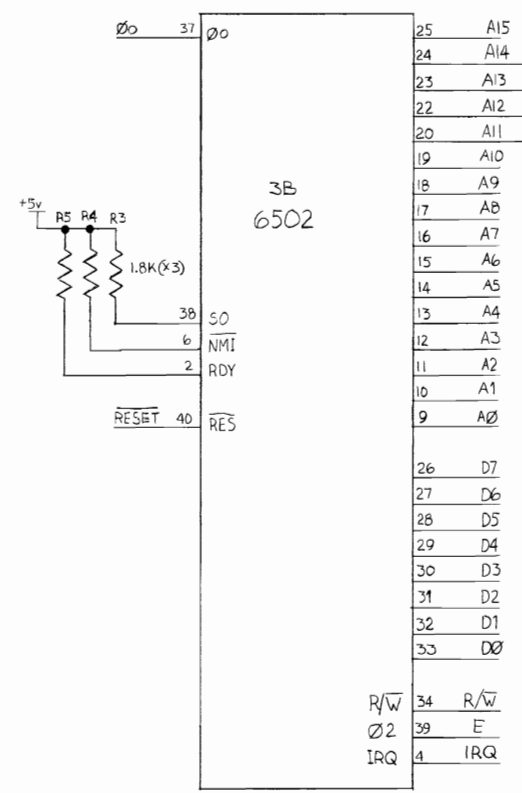 Øo 37 Øo
25 A15
24 A14
23 A13
22 A12
20 A11
19 A10
18 A9
17 A8
16 A7
15 A6
14 A5
13 A4
12 A3
11 A2
10 A1
9 AØ
3B
6502
+5v
R5 R4 R3
1.8K(x3)
38 SO
6 NMI
2 RDY
RESET 40 RES
26 D7
27 D6
28 D5
29 D4
30 D3
31 D2
32 D1
33 DØ
R/W 34 R/W
Ø2 39 E
IRQ 4 IRQ